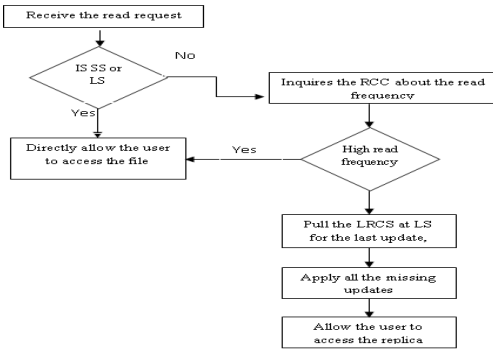 Receive the read request
IS SS or
LS
No
Inquires the RCC about the read
frequency
Yes
Directly allow the user
to access the file
Yes
High read
frequency
Pull the LRCS at LS
for the last update,
Apply all the missing
updates
Allow the user to
access the replica